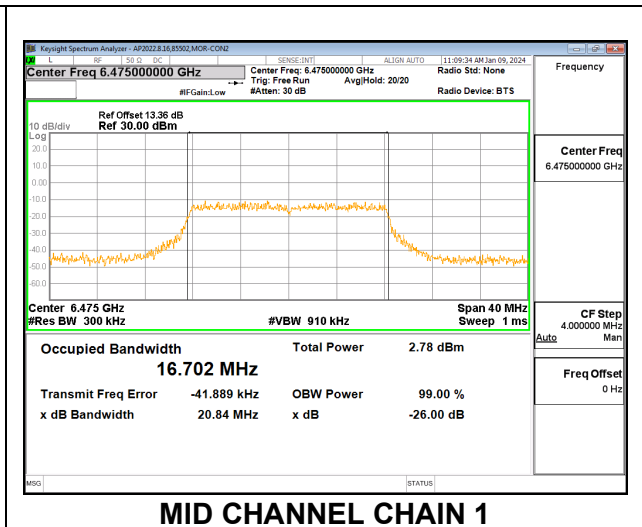 Keysight Spectrum Analyzer - AP2022.8.16,85502,MOR-CON2
L RF 50 Ω DC SENSE:INT ALIGN AUTO 11:09:34 AM Jan 09, 2024
Center Freq 6.475000000 GHz
Center Freq: 6.475000000 GHz Radio Std: None
Trig: Free Run Avg|Hold: 20/20
#IFGain:Low #Atten: 30 dB Radio Device: BTS
Frequency
Ref Offset 13.36 dB
10 dB/div Ref 30.00 dBm
Log
20.0
10.0
0.00
-10.0
-20.0
-30.0
-40.0
-50.0
-60.0
Center 6.475 GHz Span 40 MHz
#Res BW 300 kHz #VBW 910 kHz Sweep 1 ms
Occupied Bandwidth Total Power 2.78 dBm
16.702 MHz
Transmit Freq Error -41.889 kHz OBW Power 99.00 %
x dB Bandwidth 20.84 MHz x dB -26.00 dB
Center Freq
6.475000000 GHz
CF Step
4.000000 MHz
Auto Man
Freq Offset
0 Hz
MSG STATUS
MID CHANNEL CHAIN 1